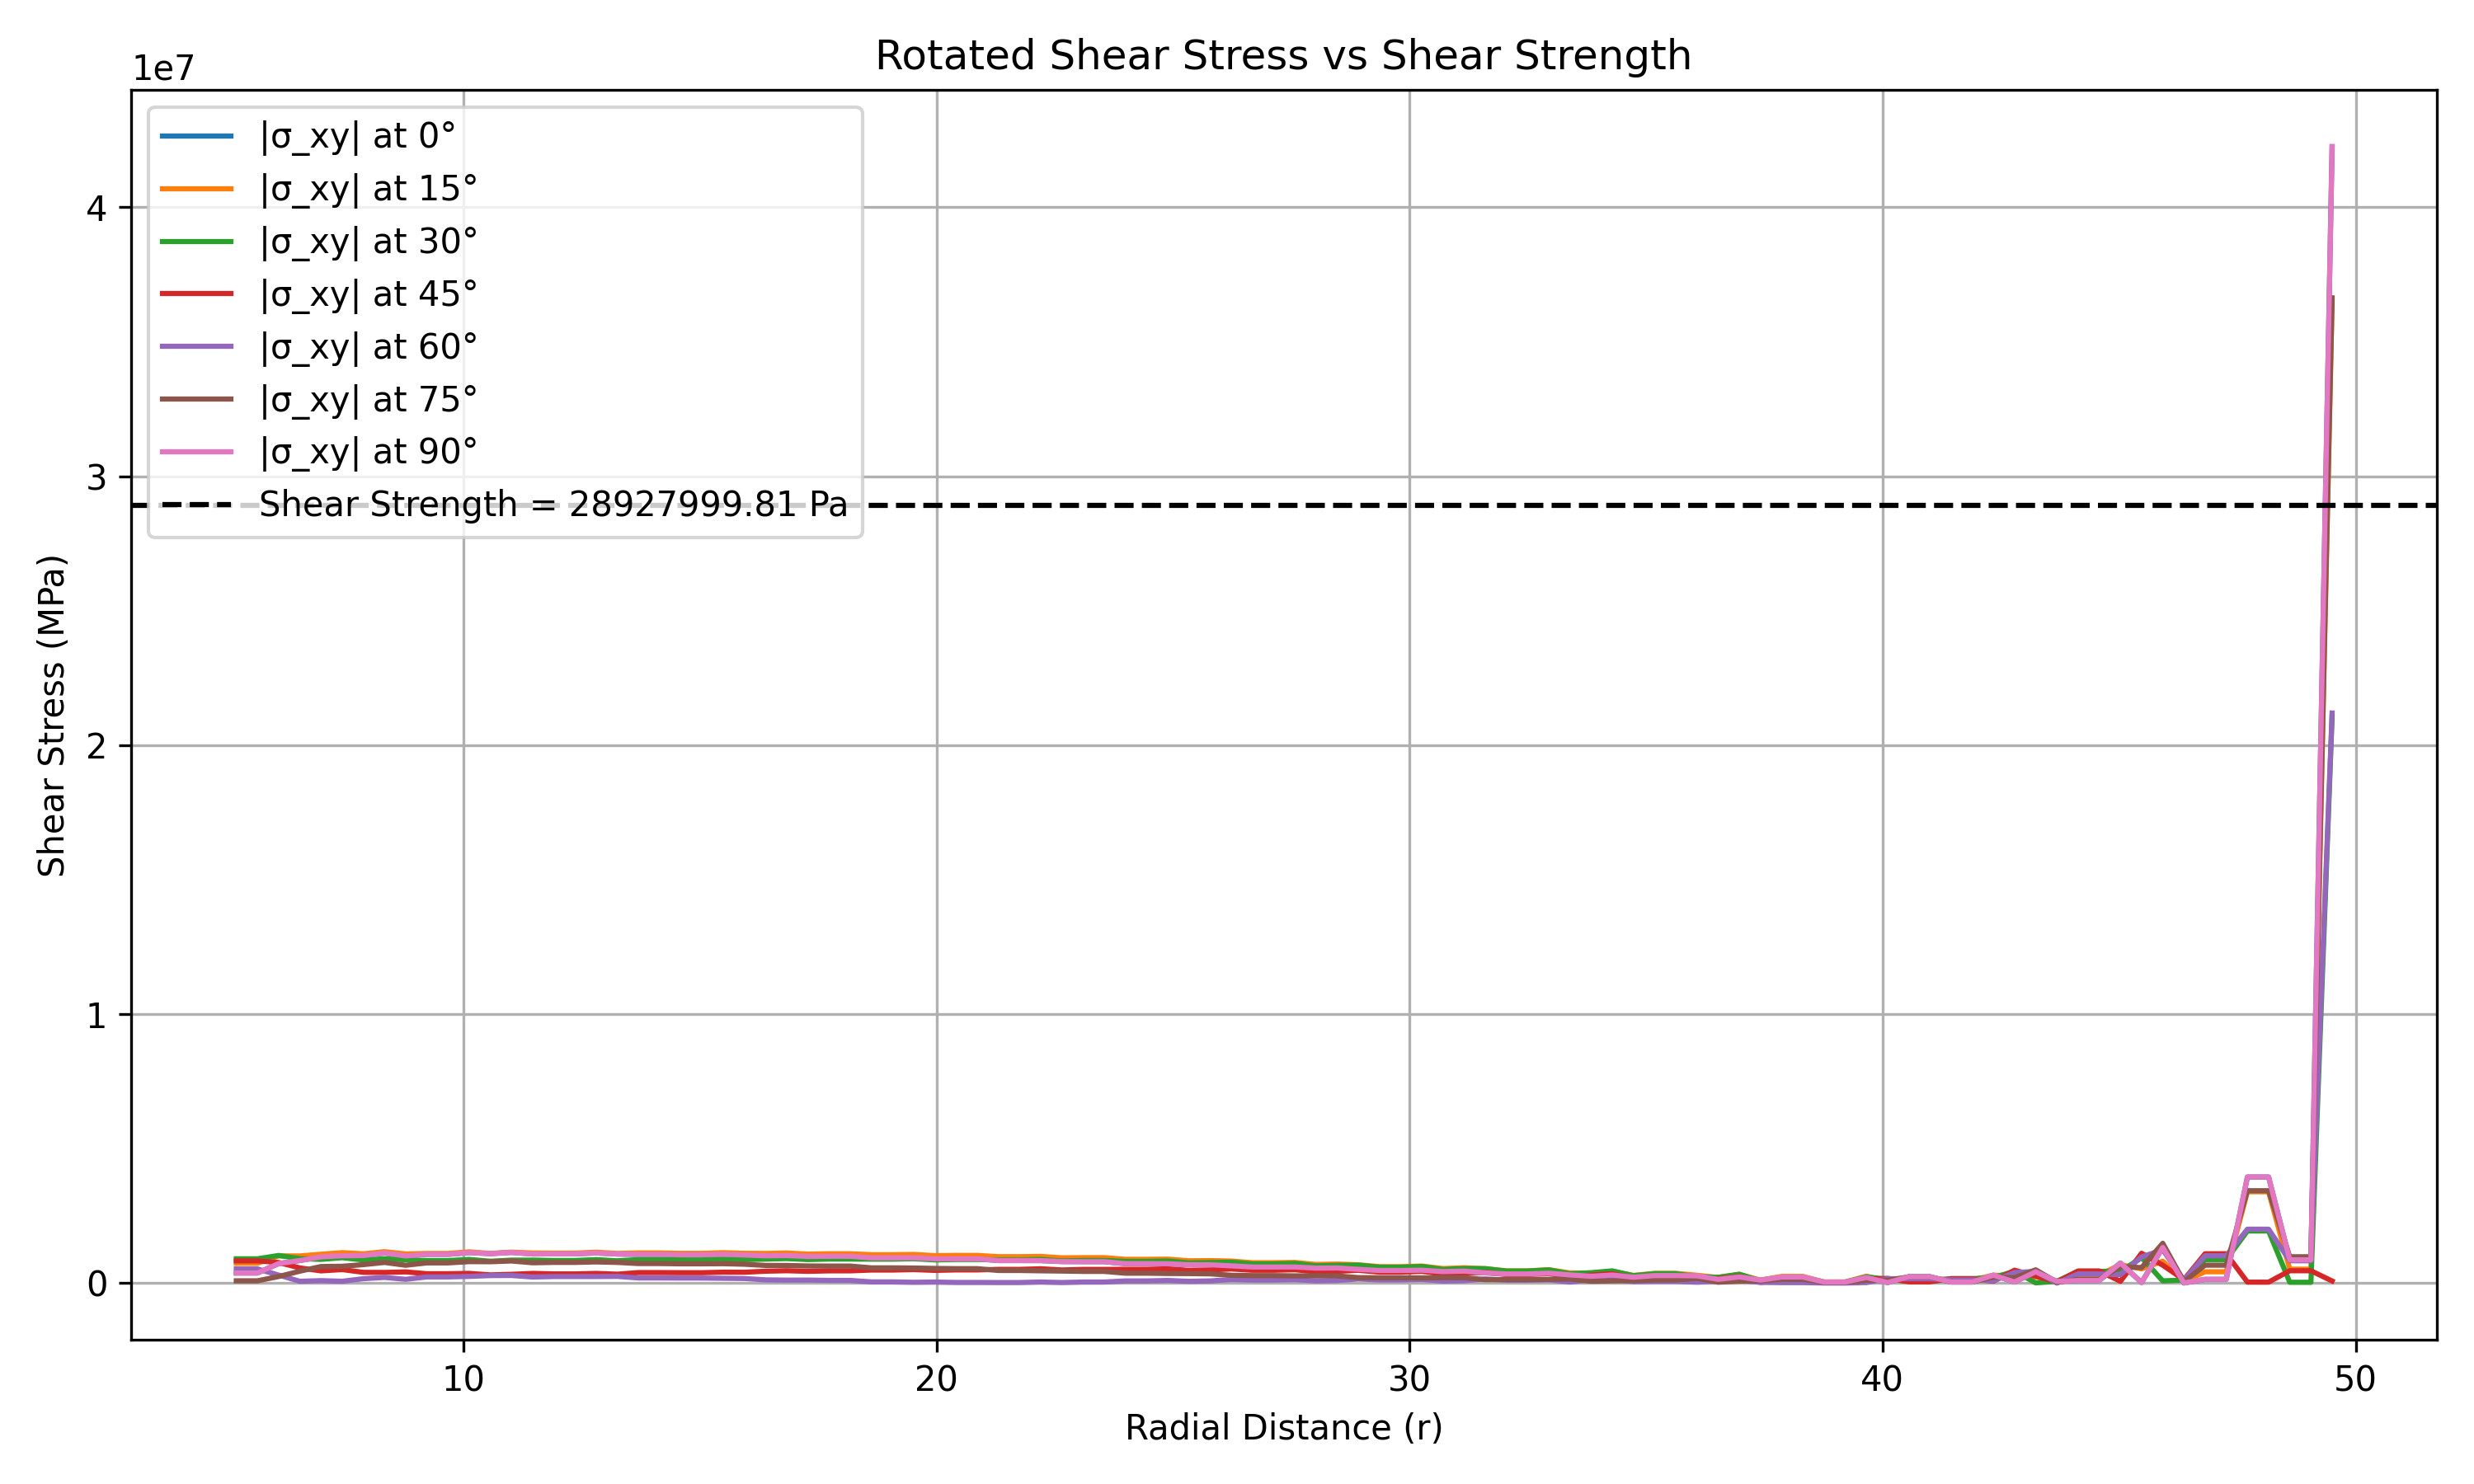 Rotated Shear Stress vs Shear Strength
1e7
|σ_xy| at 0°
|σ_xy| at 15°
|σ_xy| at 30°
|σ_xy| at 45°
|σ_xy| at 60°
|σ_xy| at 75°
|σ_xy| at 90°
Shear Strength = 28927999.81 Pa
Shear Stress (MPa)
4
3
2
1
0
10 20 30 40 50
Radial Distance (r)